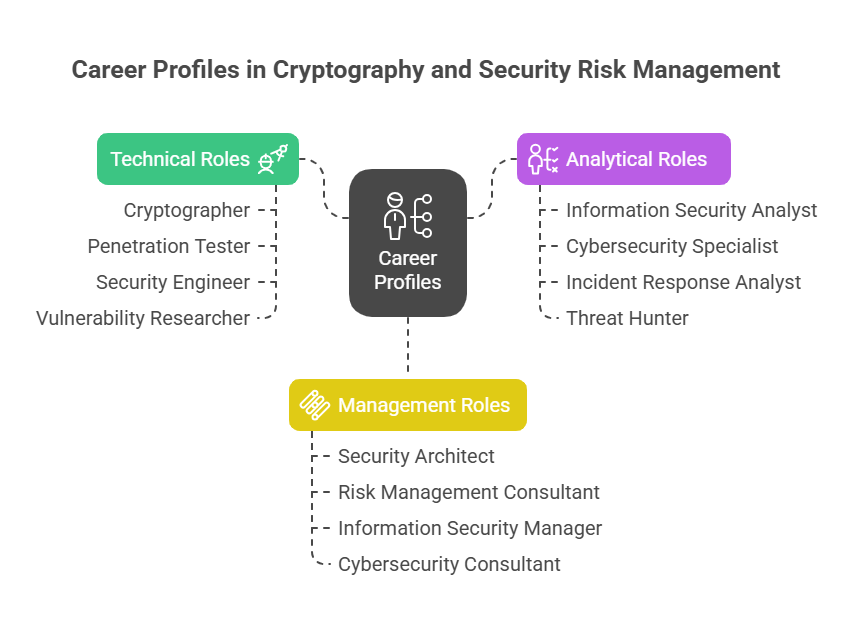 Career Profiles in Cryptography and Security Risk Management
Technical Roles
Cryptographer
Penetration Tester
Security Engineer
Vulnerability Researcher
Career
Profiles
Analytical Roles
Information Security Analyst
Cybersecurity Specialist
Incident Response Analyst
Threat Hunter
Management Roles
Security Architect
Risk Management Consultant
Information Security Manager
Cybersecurity Consultant